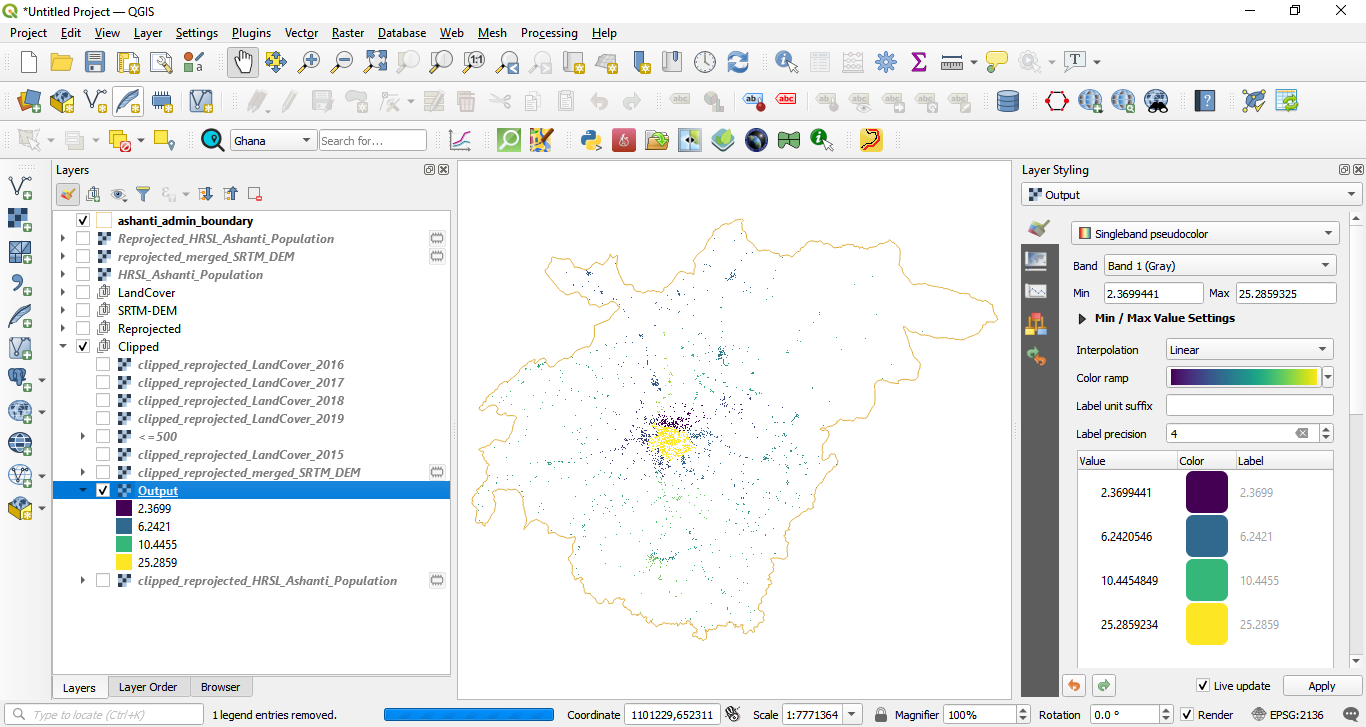 *Untitled Project — QGIS
Project Edit View Layer Settings Plugins Vector Raster Database Web Mesh Processing Help
Ghana Search for...
Layers
ashanti_admin_boundary
Reprojected_HRSL_Ashanti_Population
reprojected_merged_SRTM_DEM
HRSL_Ashanti_Population
LandCover
SRTM-DEM
Reprojected
Clipped
clipped_reprojected_LandCover_2016
clipped_reprojected_LandCover_2017
clipped_reprojected_LandCover_2018
clipped_reprojected_LandCover_2019
<=500
clipped_reprojected_LandCover_2015
clipped_reprojected_merged_SRTM_DEM
Output
2.3699
6.2421
10.4455
25.2859
clipped_reprojected_HRSL_Ashanti_Population
Layers Layer Order Browser
Layer Styling
Output
Singleband pseudocolor
Band Band 1 (Gray)
Min 2.3699441 Max 25.2859325
Min / Max Value Settings
Interpolation Linear
Color ramp
Label unit suffix
Label precision 4
Value Color Label
2.3699441 2.3699
6.2420546 6.2421
10.4454849 10.4455
25.2859234 25.2859
Live update Apply
Type to locate (Ctrl+K) 1 legend entries removed. Coordinate 1101229,652311 Scale 1:7771364 Magnifier 100% Rotation 0.0 ° Render EPSG:2136